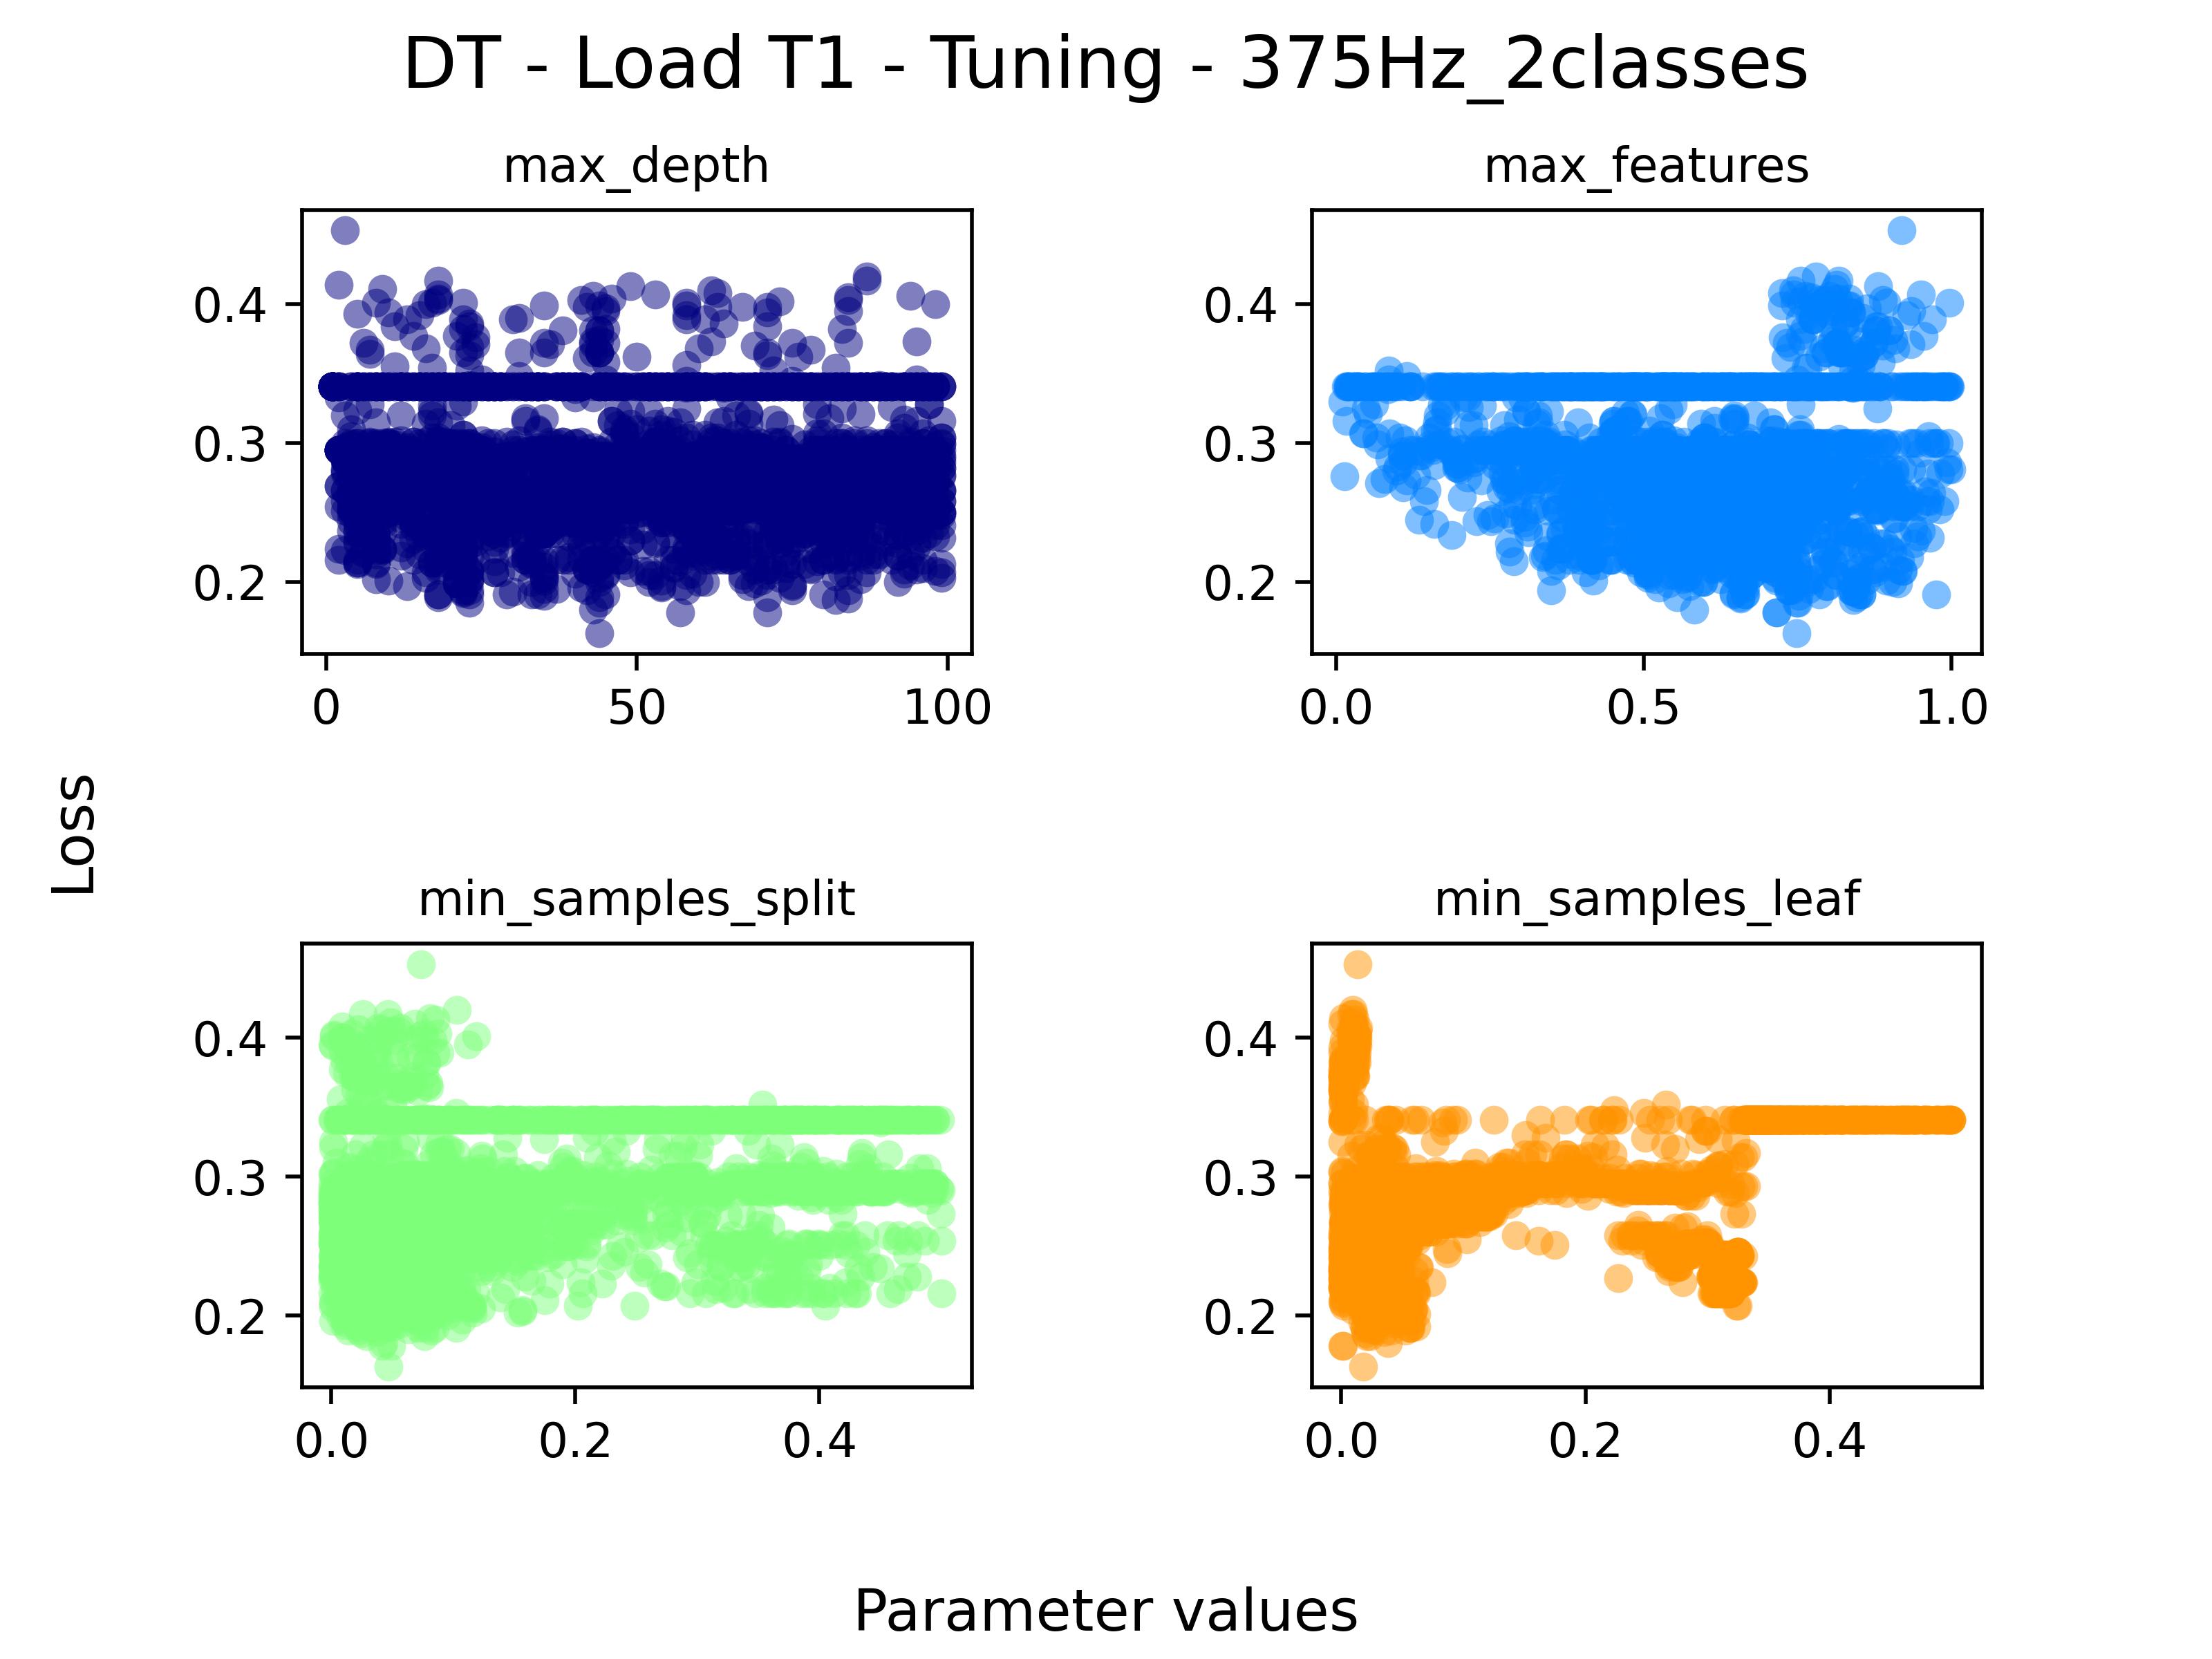 DT - Load T1 - Tuning - 375Hz_2classes
max_depth
0.4
0.3
0.2
0 50 100
max_features
0.4
0.3
0.2
0.0 0.5 1.0
Loss
min_samples_split
0.4
0.3
0.2
0.0 0.2 0.4
min_samples_leaf
0.4
0.3
0.2
0.0 0.2 0.4
Parameter values